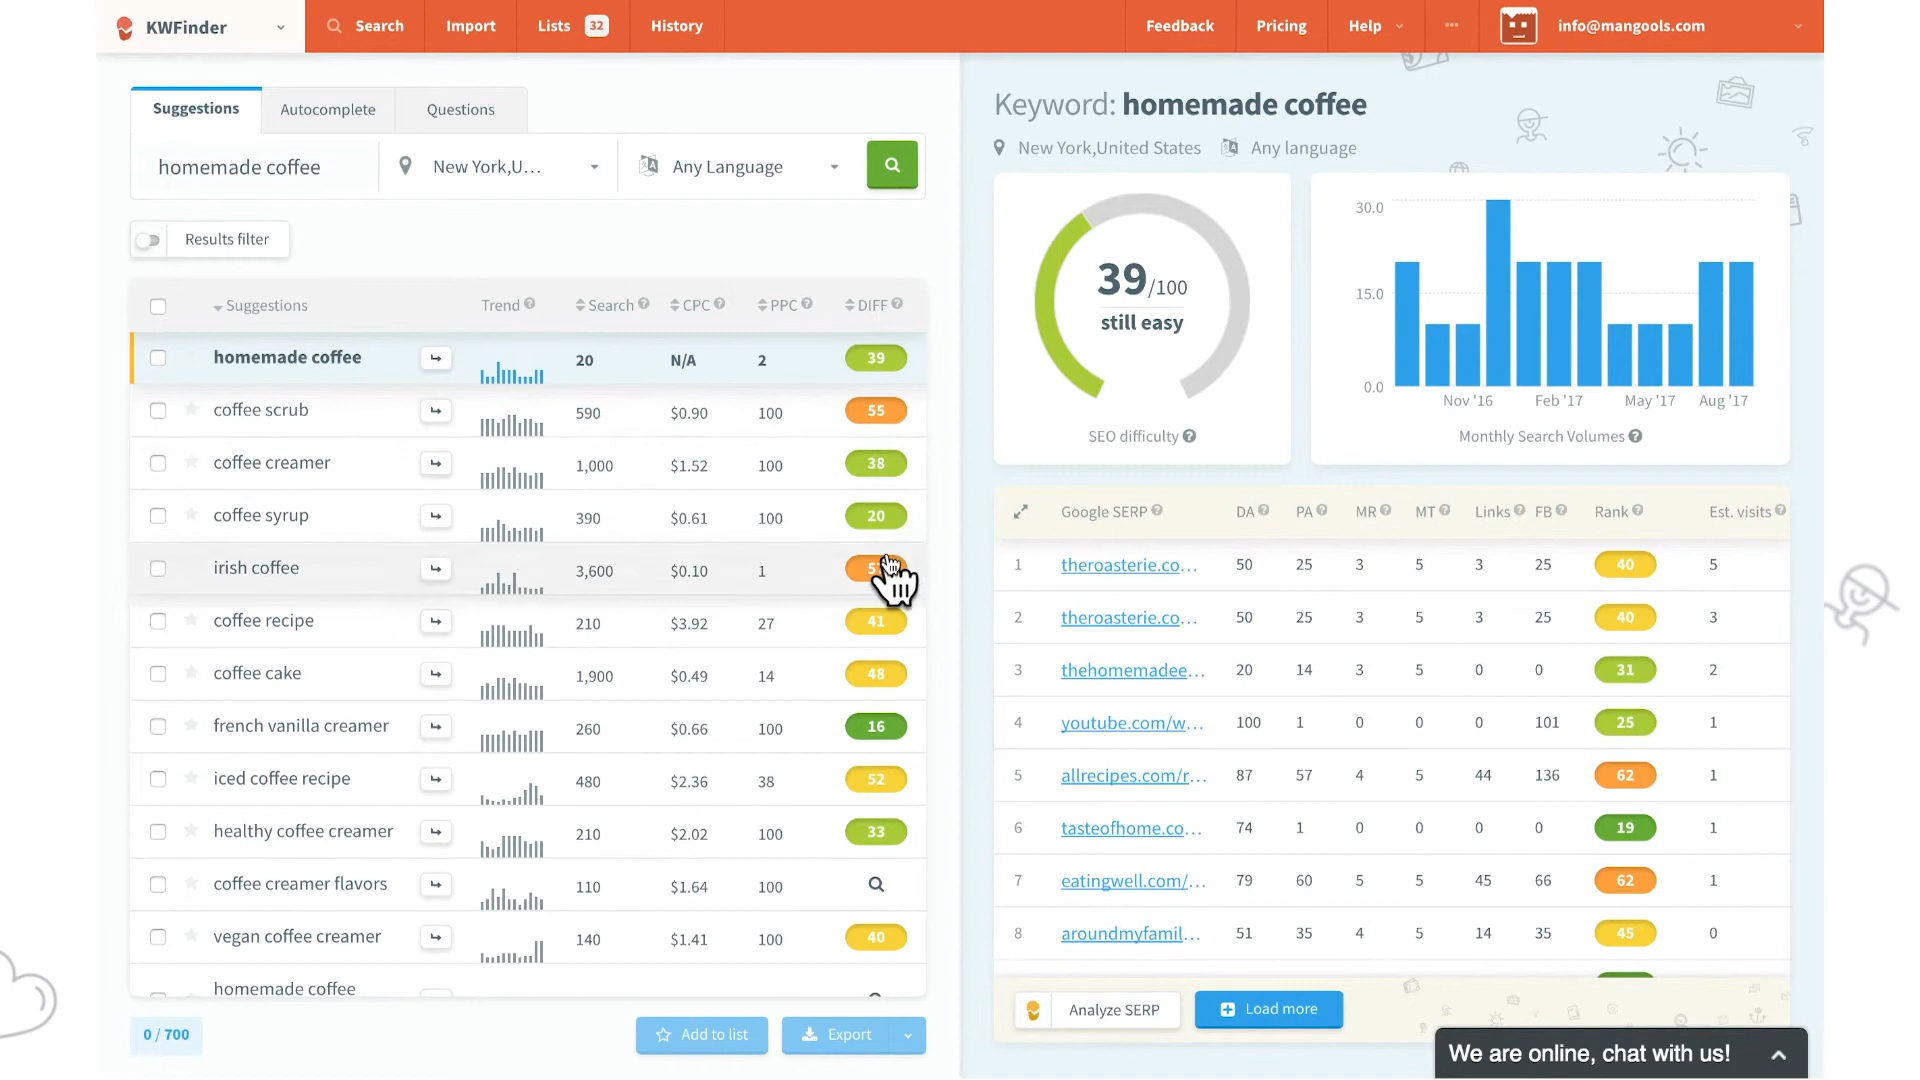 KWFinder Search Import Lists 32 History Feedback Pricing Help ... info@mangools.com
Suggestions Autocomplete Questions
homemade coffee New York,U... Any Language
Results filter
Suggestions Trend Search CPC PPC DIFF
homemade coffee 20 N/A 2 39
coffee scrub 590 $0.90 100 55
coffee creamer 1,000 $1.52 100 38
coffee syrup 390 $0.61 100 20
irish coffee 3,600 $0.10 1
coffee recipe 210 $3.92 27 41
coffee cake 1,900 $0.49 14 48
french vanilla creamer 260 $0.66 100 16
iced coffee recipe 480 $2.36 38 52
healthy coffee creamer 210 $2.02 100 33
coffee creamer flavors 110 $1.64 100
vegan coffee creamer 140 $1.41 100 40
homemade coffee
0 / 700 Add to list Export
Keyword: homemade coffee
New York,United States Any language
39/100
still easy
SEO difficulty
30.0
15.0
0.0
Nov '16 Feb '17 May '17 Aug '17
Monthly Search Volumes
Google SERP DA PA MR MT Links FB Rank Est. visits
1 theroasterie.co... 50 25 3 5 3 25 40 5
2 theroasterie.co... 50 25 3 5 3 25 40 3
3 thehomemadee... 20 14 3 5 0 0 31 2
4 youtube.com/w... 100 1 0 0 0 101 25 1
5 allrecipes.com/r... 87 57 4 5 44 136 62 1
6 tasteofhome.co... 74 1 0 0 0 0 19 1
7 eatingwell.com/... 79 60 5 5 45 66 62 1
8 aroundmyfamil... 51 35 4 5 14 35 45 0
Analyze SERP Load more
We are online, chat with us!